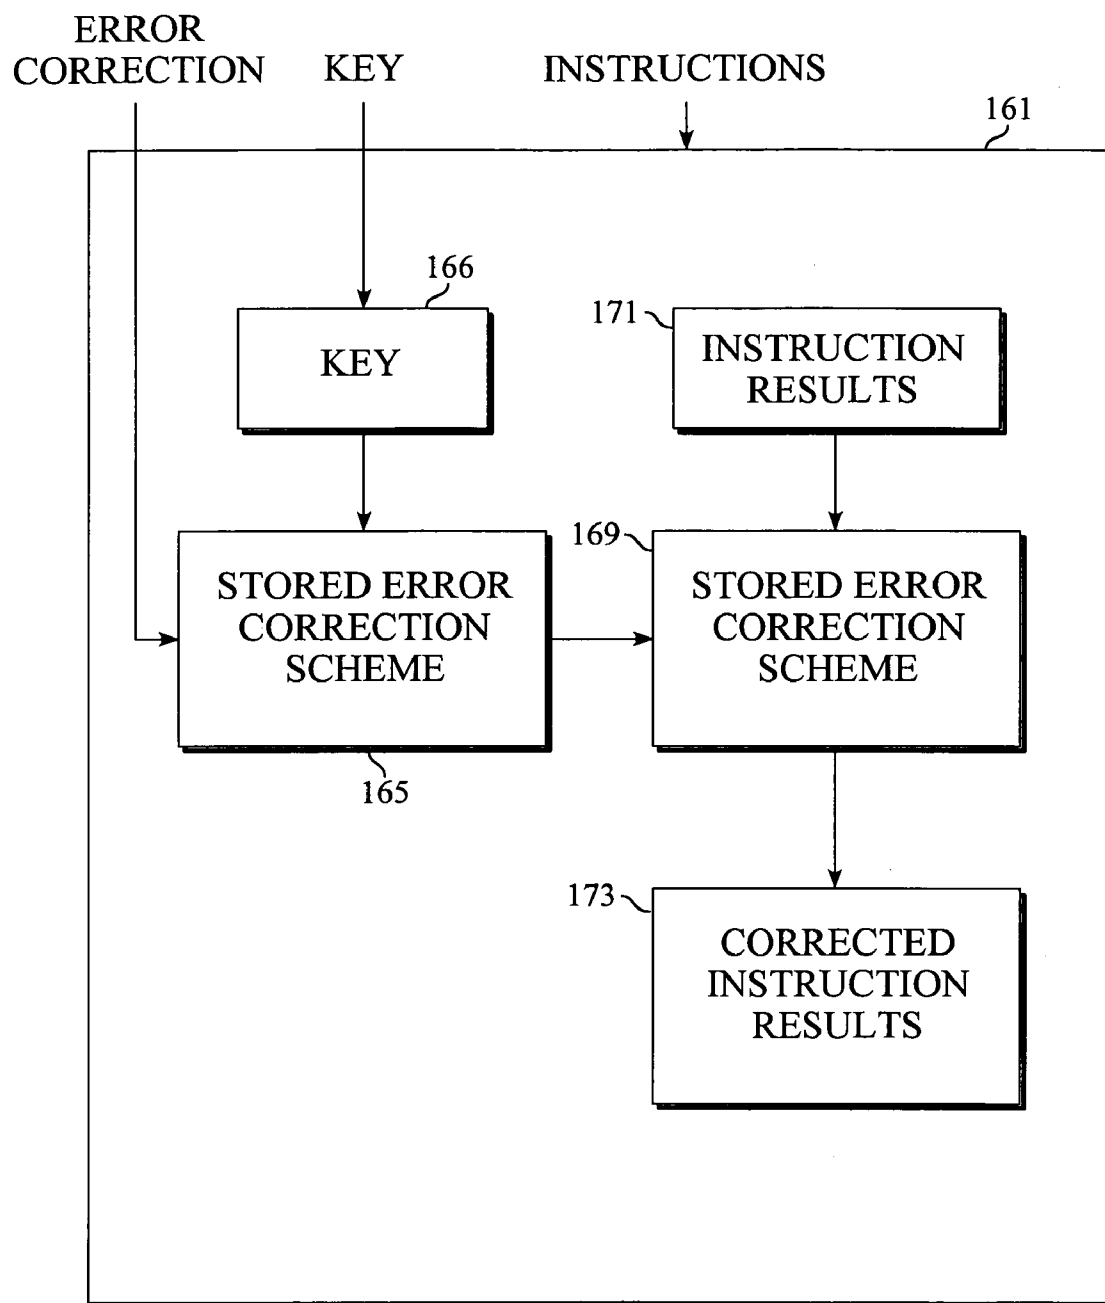 ERROR
CORRECTION
KEY
INSTRUCTIONS
161
166
KEY
171
INSTRUCTION
RESULTS
STORED ERROR
CORRECTION
SCHEME
165
169
STORED ERROR
CORRECTION
SCHEME
173
CORRECTED
INSTRUCTION
RESULTS